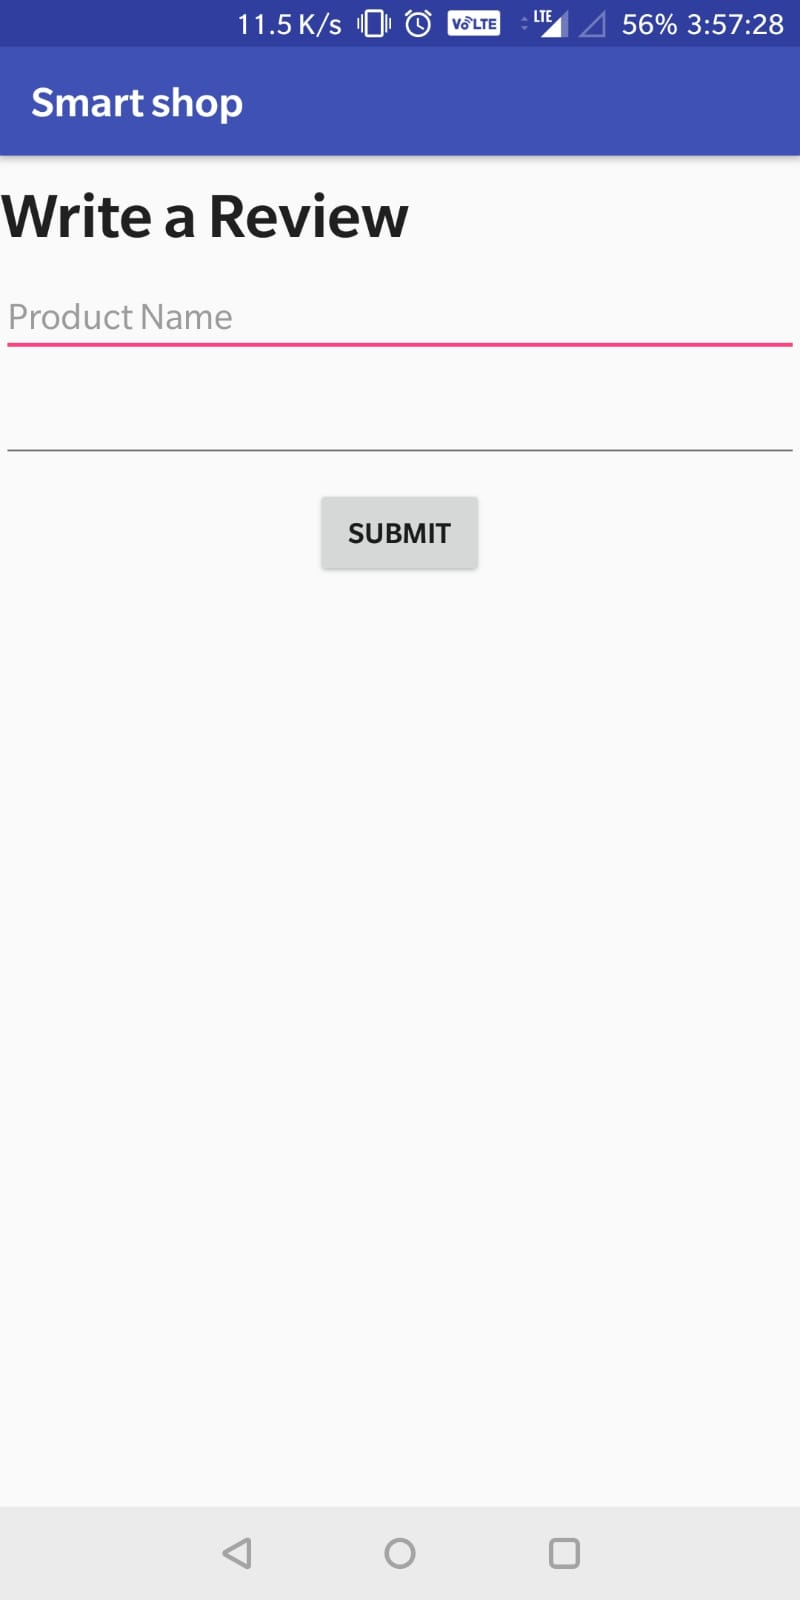 11.5 K/s VoLTE LTE 56% 3:57:28
Smart shop
Write a Review
Product Name
SUBMIT